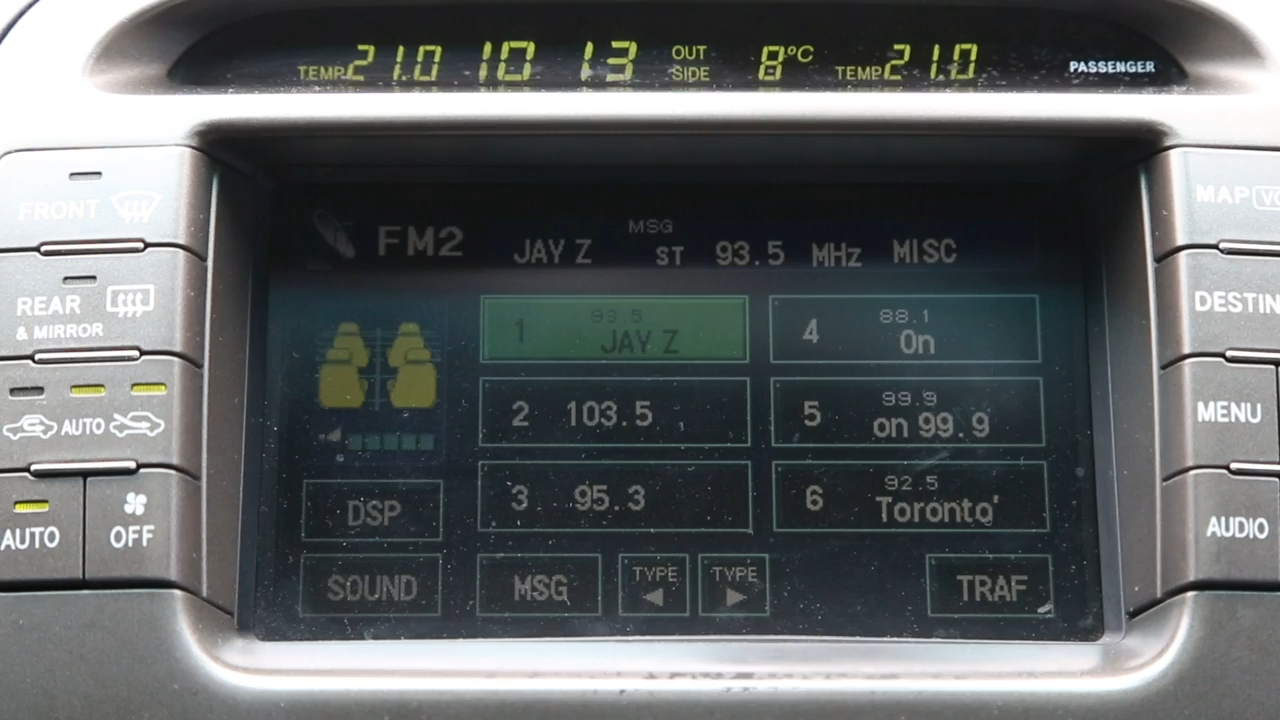 TEMP 21.0 10 13 OUT SIDE 8°C TEMP 21.0 PASSENGER
FRONT
REAR
& MIRROR
AUTO
AUTO
OFF
MSG
FM2 JAY Z ST 93.5 MHz MISC
1 JAY Z
88.1
4 On
2 103.5
99.9
5 on 99.9
3 95.3
92.5
6 Toronto'
DSP
SOUND
MSG
TYPE ◀
TYPE ▶
TRAF
MAP
DESTIN
MENU
AUDIO